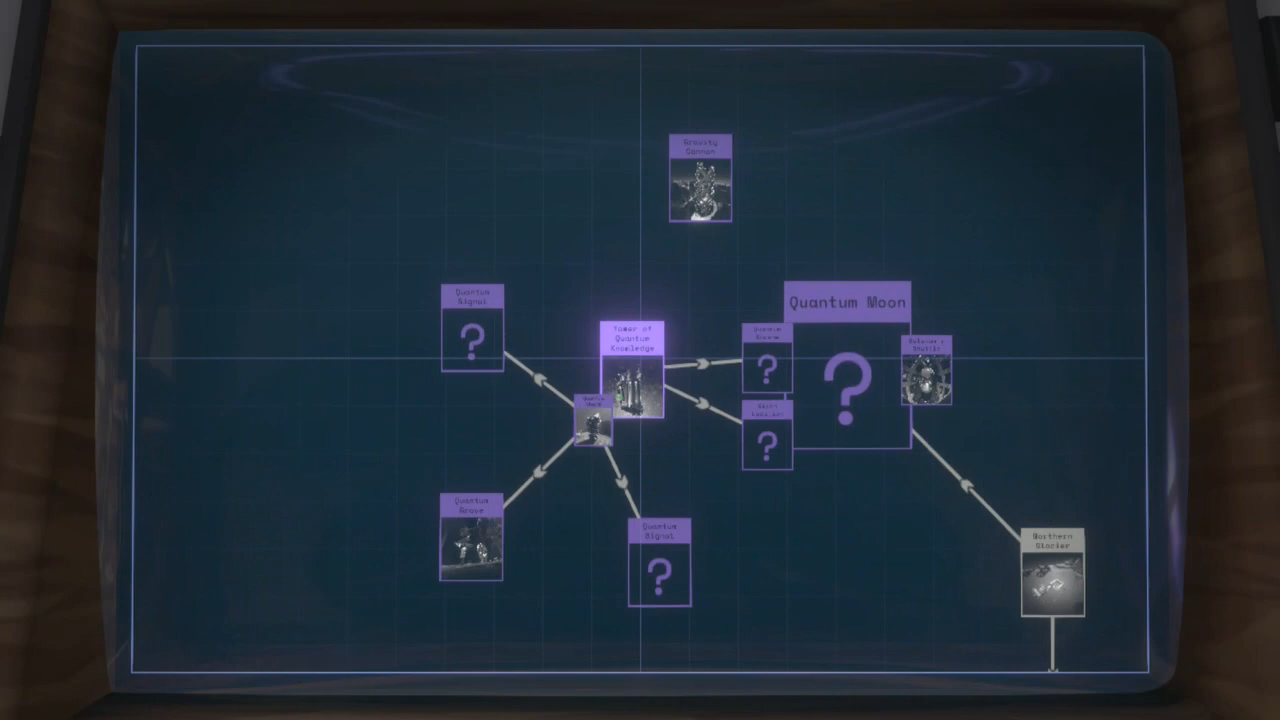 Gravity
Cannon
Quantum
Signal
Tower of
Quantum
Knowledge
Quantum Moon
Quantum
Grove
Quantum
Signal
Northern
Glacier